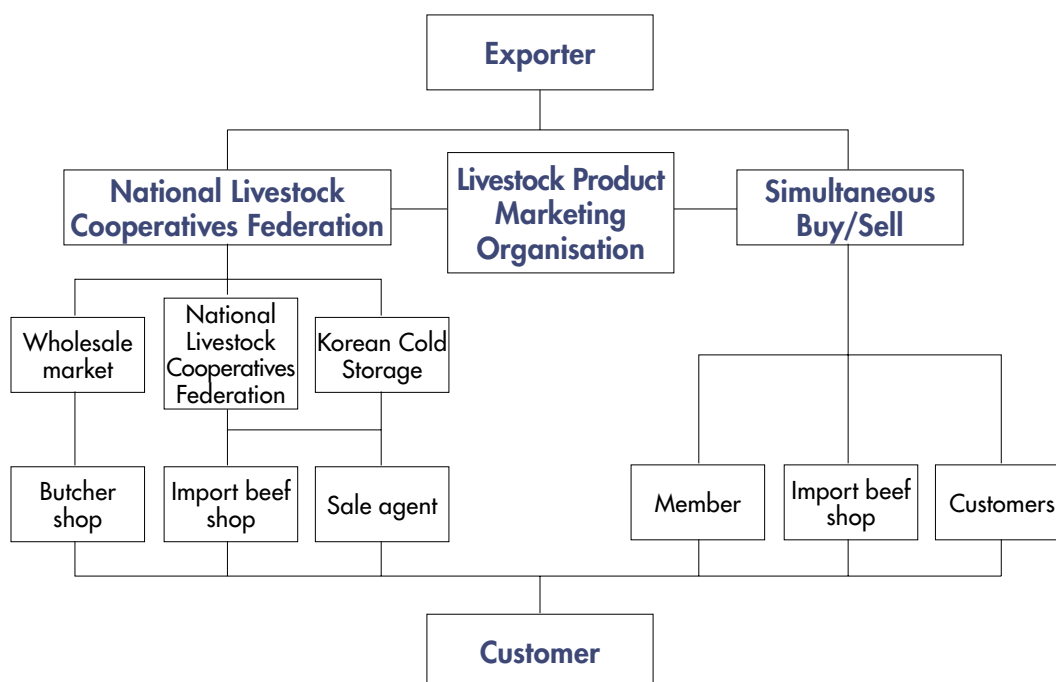 Exporter
National Livestock
Cooperatives Federation
Livestock Product
Marketing
Organisation
Simultaneous
Buy/Sell
Wholesale
market
National
Livestock
Cooperatives
Federation
Korean Cold
Storage
Butcher
shop
Import beef
shop
Sale agent
Member
Import beef
shop
Customers
Customer